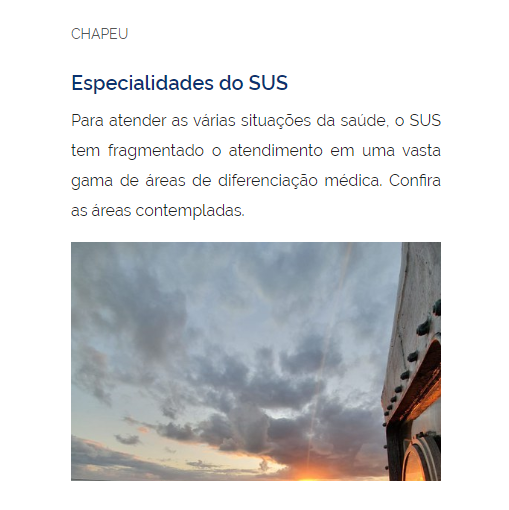 CHAPEU
Especialidades do SUS
Para atender as várias situações da saúde, o SUS
tem fragmentado o atendimento em uma vasta
gama de áreas de diferenciação médica. Confira
as áreas contempladas.